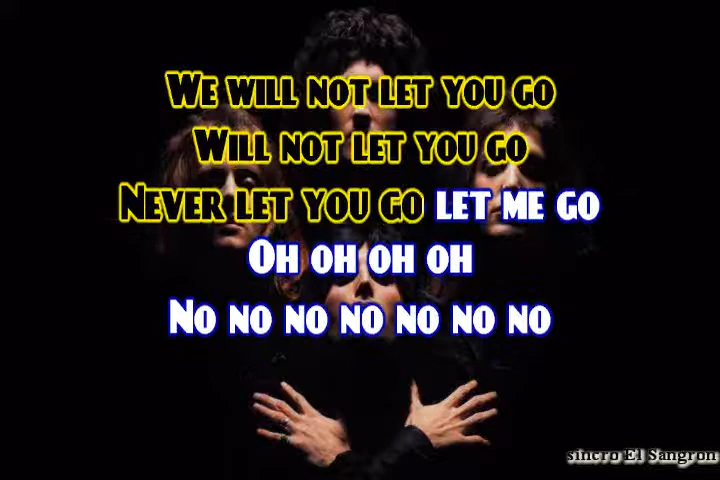 We will not let you go
Will not let you go
Never let you go let me go
Oh oh oh oh
No no no no no no no
sincro El Sangron